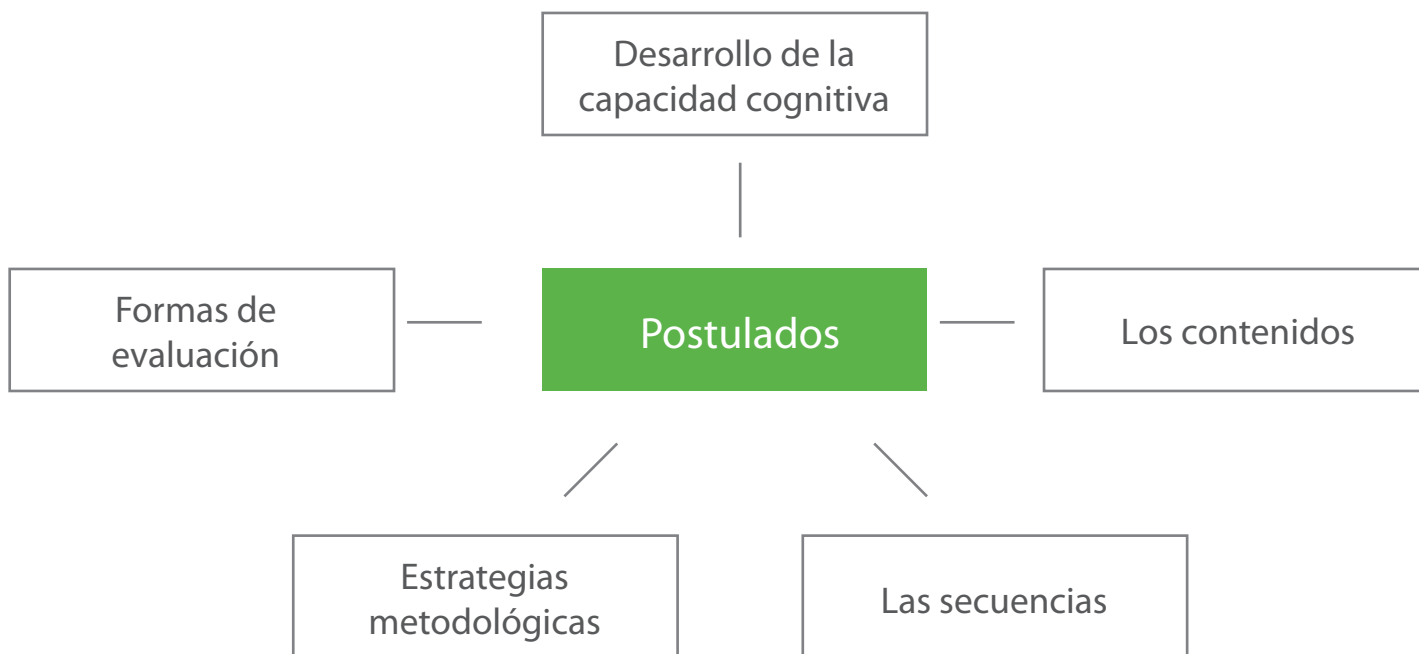 Desarrollo de la
capacidad cognitiva
Formas de
evaluación
Postulados
Los contenidos
Estrategias
metodológicas
Las secuencias